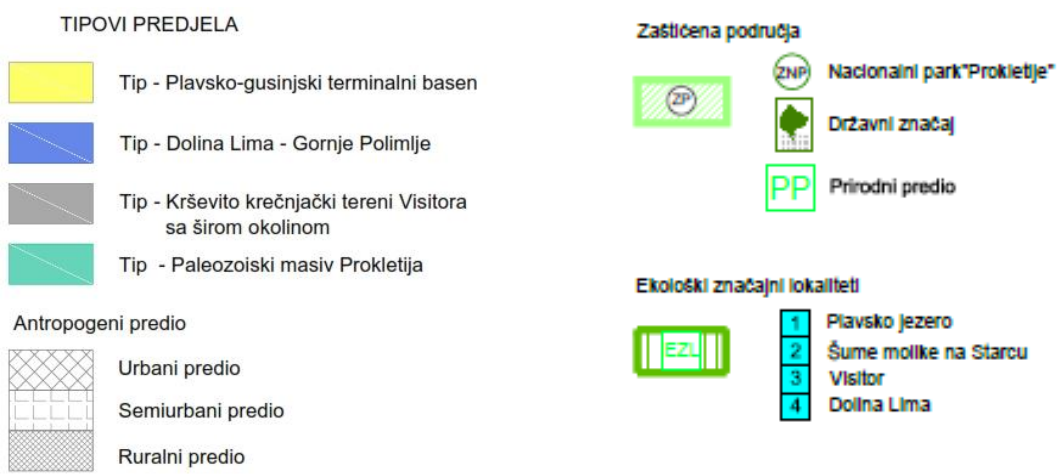 TIPOVI PREDJELA
Tip - Plavsko-gusinjski terminalni basen
Tip - Dolina Lima - Gornje Polimlje
Tip - Krševito krečnjački tereni Visitora
sa širom okolinom
Tip - Paleozoiski masiv Prokletija
Antropogeni predio
Urbani predio
Semiurbani predio
Ruralni predio
Zaštićena područja
ZP
ZNP Nacionalni park"Prokletije"
Državni značaj
PP Prirodni predio
Ekološki značajni lokaliteti
EZL
1 Plavsko jezero
2 Šume molike na Starcu
3 Visitor
4 Dolina Lima